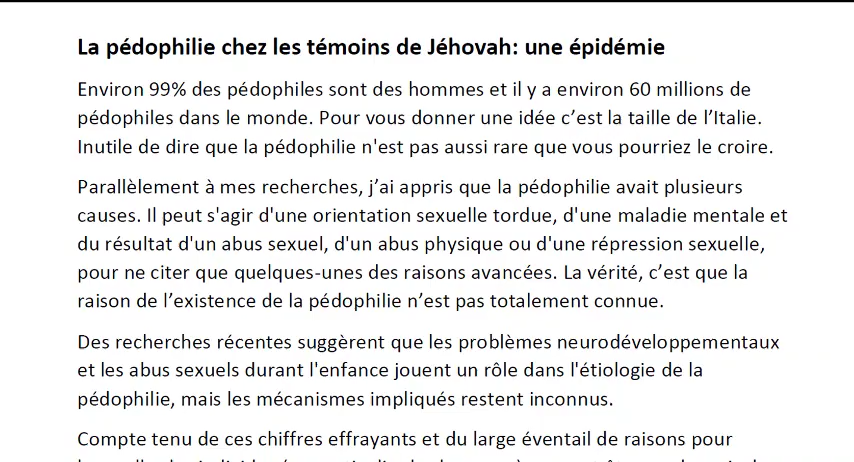 La pédophilie chez les témoins de Jéhovah: une épidémie
Environ 99% des pédophiles sont des hommes et il y a environ 60 millions de
pédophiles dans le monde. Pour vous donner une idée c’est la taille de l’Italie.
Inutile de dire que la pédophilie n'est pas aussi rare que vous pourriez le croire.
Parallèlement à mes recherches, j’ai appris que la pédophilie avait plusieurs
causes. Il peut s'agir d'une orientation sexuelle tordue, d'une maladie mentale et
du résultat d'un abus sexuel, d'un abus physique ou d'une répression sexuelle,
pour ne citer que quelques-unes des raisons avancées. La vérité, c’est que la
raison de l’existence de la pédophilie n’est pas totalement connue.
Des recherches récentes suggèrent que les problèmes neurodéveloppementaux
et les abus sexuels durant l'enfance jouent un rôle dans l'étiologie de la
pédophilie, mais les mécanismes impliqués restent inconnus.
Compte tenu de ces chiffres effrayants et du large éventail de raisons pour